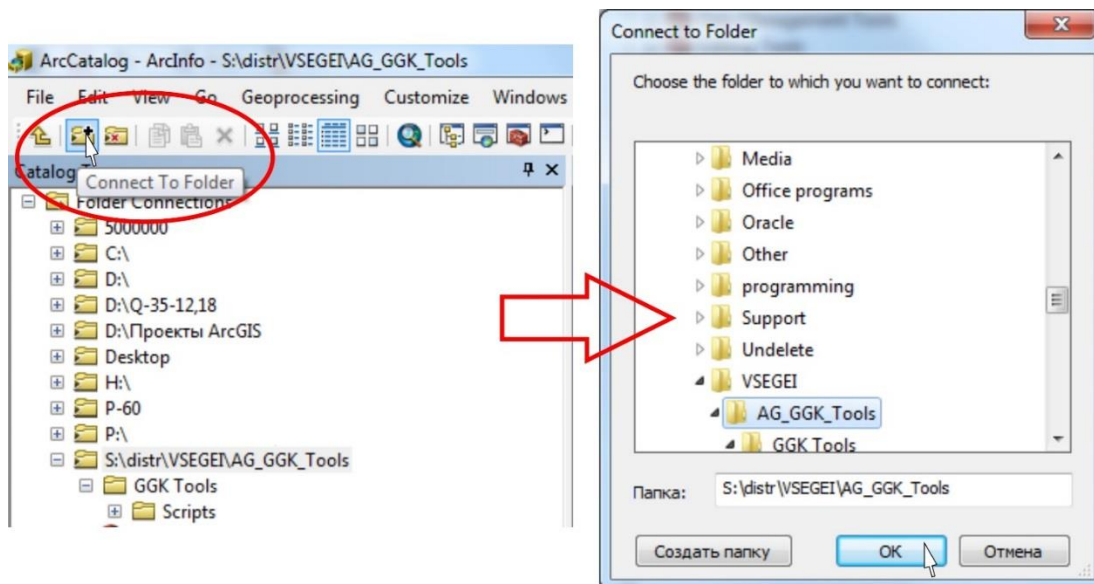 ArcCatalog - ArcInfo - S:\distr\VSEGEI\AG_GGK_Tools
File Edit View Go Geoprocessing Customize Windows
Catalog
Connect To Folder
Folder Connections
5000000
C:\
D:\
D:\Q-35-12,18
D:\Проекты ArcGIS
Desktop
H:\
P-60
P:\
S:\distr\VSEGEI\AG_GGK_Tools
GGK Tools
Scripts
Connect to Folder
Choose the folder to which you want to connect:
Media
Office programs
Oracle
Other
programming
Support
Undelete
VSEGEI
AG_GGK_Tools
GGK Tools
Папка: S:\distr\VSEGEI\AG_GGK_Tools
Создать папку OK Отмена